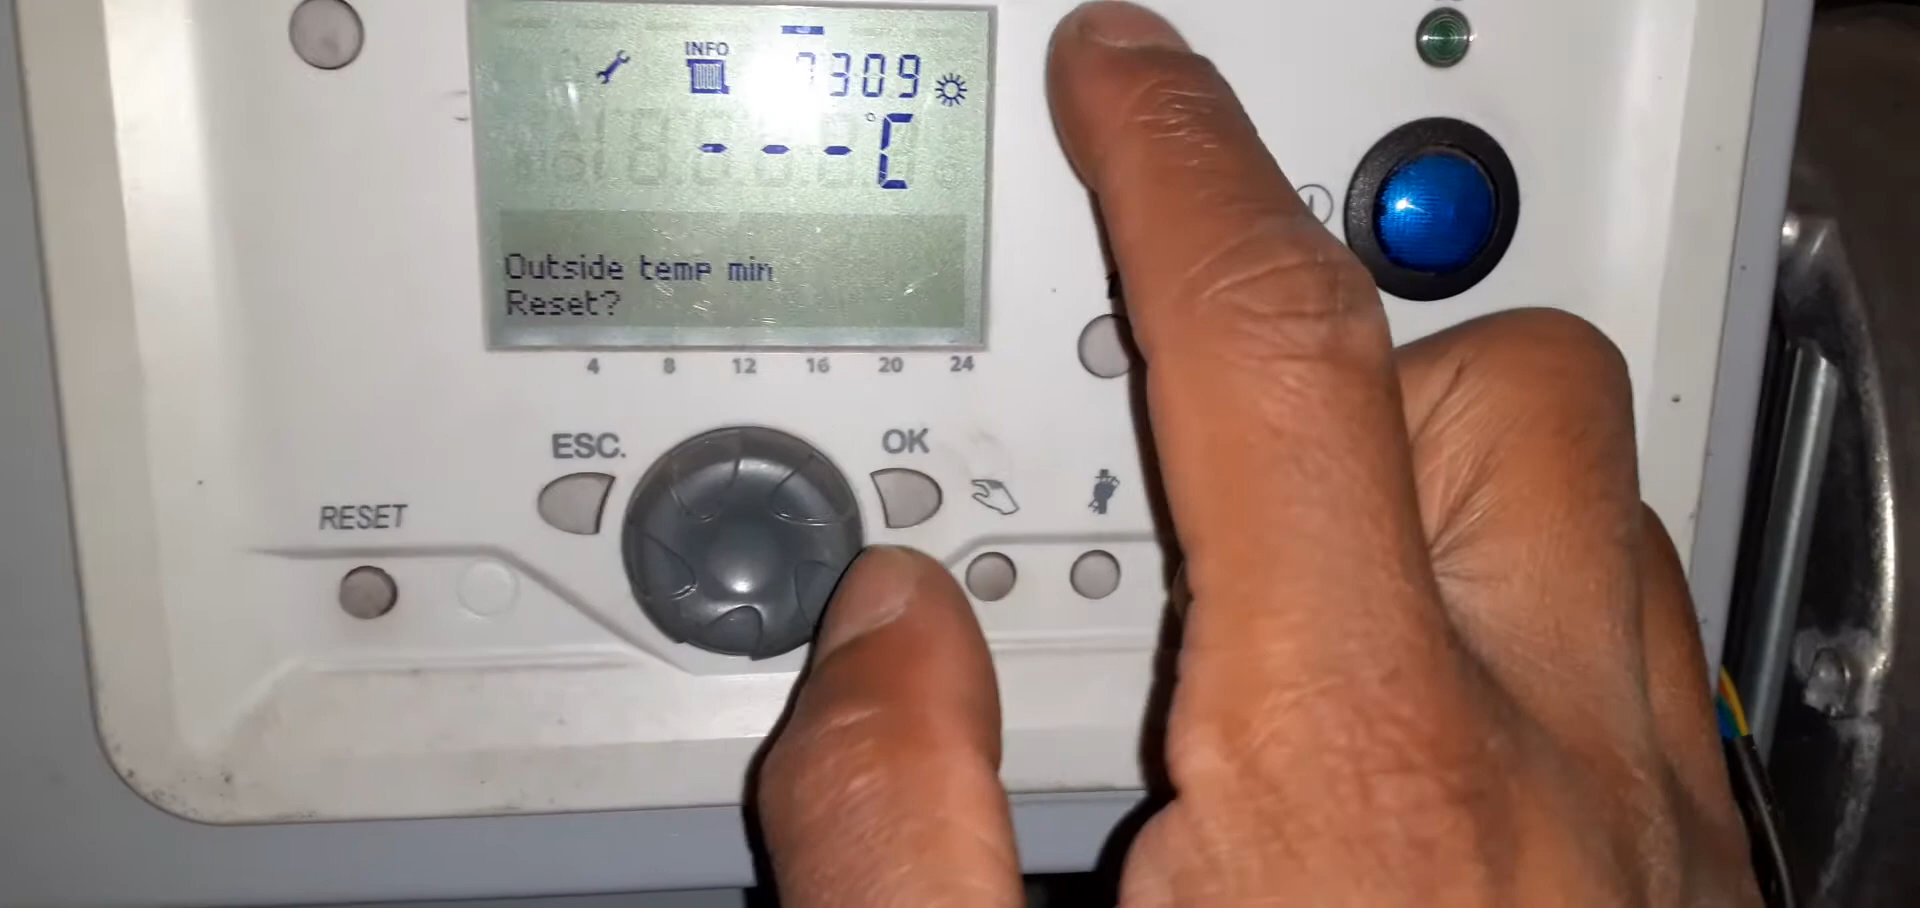 INFO
309
- - - °C
Outside temp min
Reset?
4 8 12 16 20 24
ESC. OK
RESET